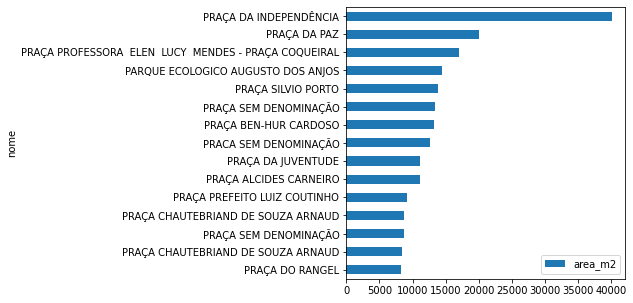 PRAÇA DA INDEPENDÊNCIA
PRAÇA DA PAZ
PRAÇA PROFESSORA  ELEN  LUCY  MENDES - PRAÇA COQUEIRAL
PARQUE ECOLOGICO AUGUSTO DOS ANJOS
PRAÇA SILVIO PORTO
PRAÇA SEM DENOMINAÇÃO
PRAÇA BEN-HUR CARDOSO
PRACA SEM DENOMINAÇÃO
PRAÇA DA JUVENTUDE
PRAÇA ALCIDES CARNEIRO
PRAÇA PREFEITO LUIZ COUTINHO
PRAÇA CHAUTEBRIAND DE SOUZA ARNAUD
PRAÇA SEM DENOMINAÇÃO
PRAÇA CHAUTEBRIAND DE SOUZA ARNAUD
PRAÇA DO RANGEL
nome
area_m2
0 5000 10000 15000 20000 25000 30000 35000 40000